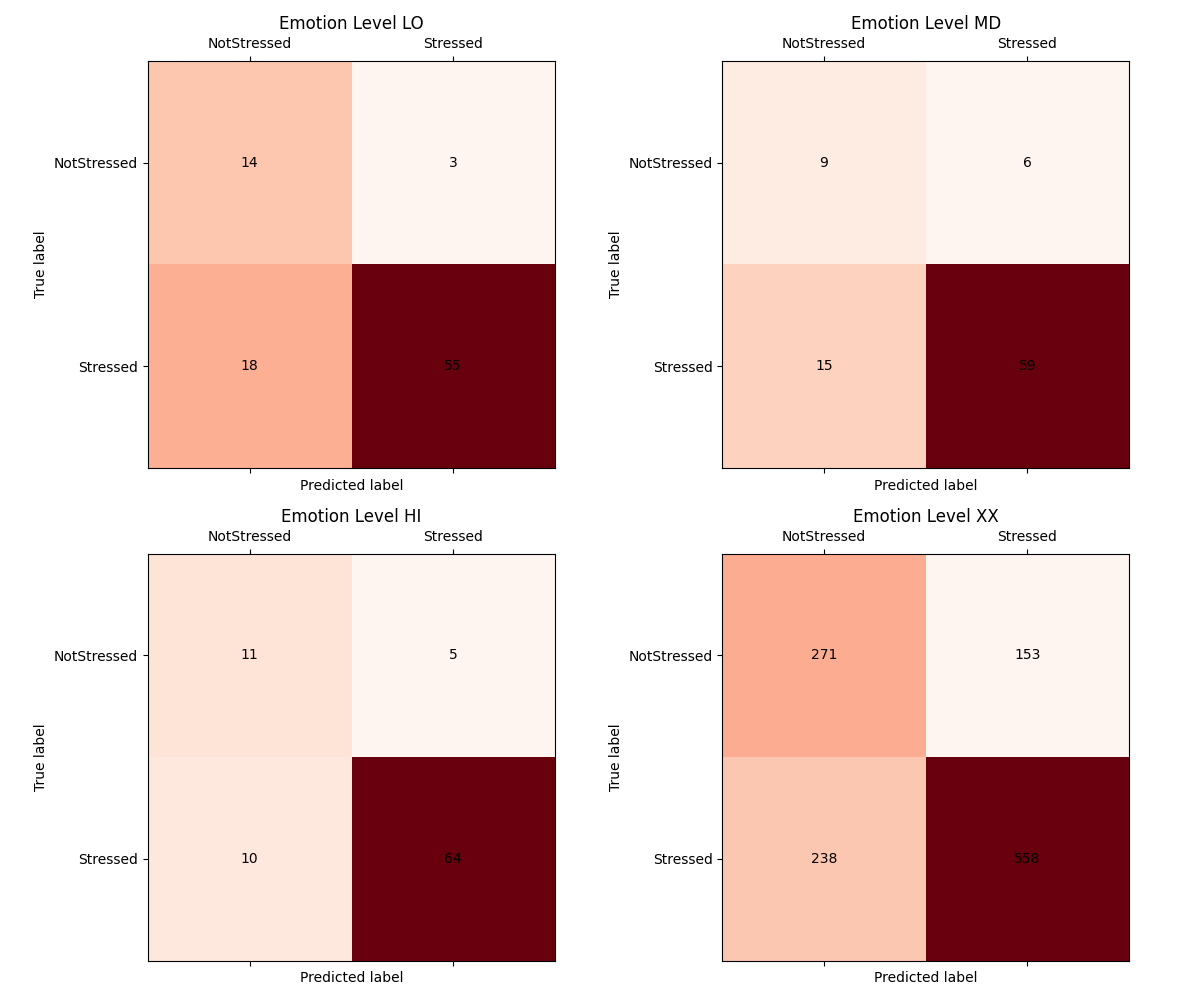 Emotion Level LO
NotStressed Stressed
NotStressed 14 3
True label
Stressed 18 55
Predicted label
Emotion Level MD
NotStressed Stressed
NotStressed 9 6
True label
Stressed 15 59
Predicted label
Emotion Level HI
NotStressed Stressed
NotStressed 11 5
True label
Stressed 10 64
Predicted label
Emotion Level XX
NotStressed Stressed
NotStressed 271 153
True label
Stressed 238 558
Predicted label